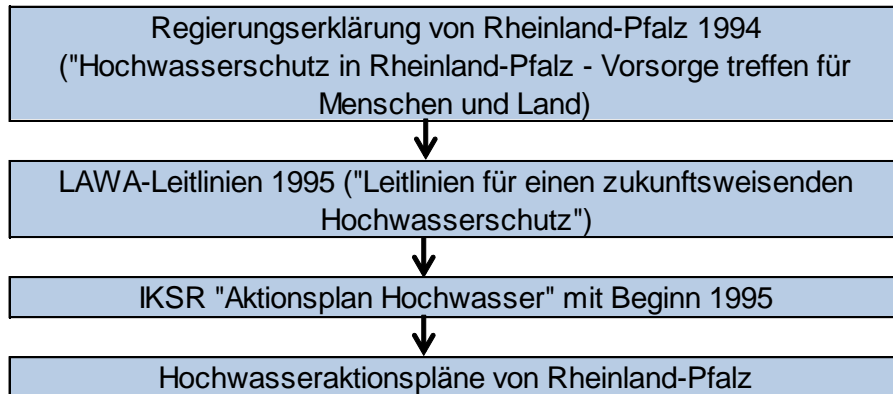 Regierungserklärung von Rheinland-Pfalz 1994
("Hochwasserschutz in Rheinland-Pfalz - Vorsorge treffen für
Menschen und Land)
LAWA-Leitlinien 1995 ("Leitlinien für einen zukunftsweisenden
Hochwasserschutz")
IKSR "Aktionsplan Hochwasser" mit Beginn 1995
Hochwasseraktionspläne von Rheinland-Pfalz